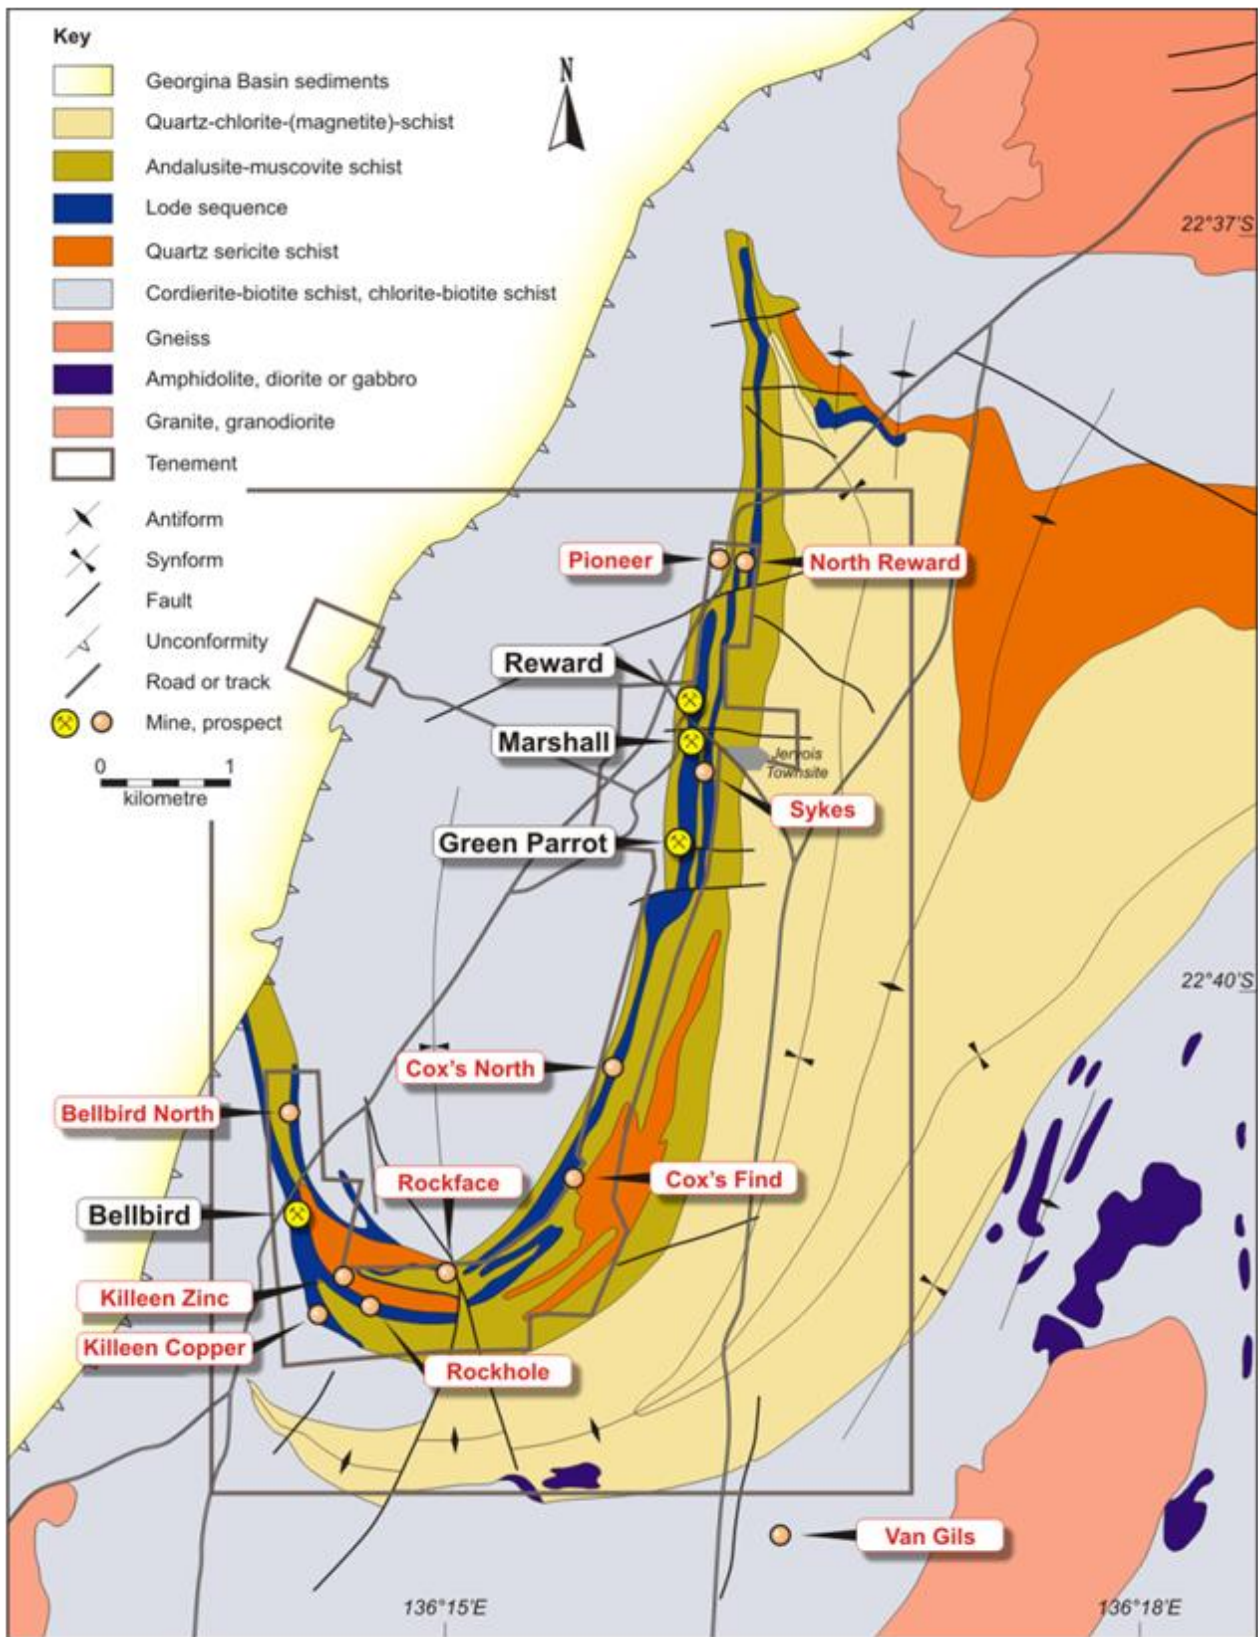 Key
Georgina Basin sediments
Quartz-chlorite-(magnetite)-schist
Andalusite-muscovite schist
Lode sequence
Quartz sericite schist
Cordierite-biotite schist, chlorite-biotite schist
Gneiss
Amphidolite, diorite or gabbro
Granite, granodiorite
Tenement
Antiform
Synform
Fault
Unconformity
Road or track
Mine, prospect
0 1
kilometre
N
22°37'S
Pioneer
North Reward
Reward
Marshall
Jervois
Townsite
Sykes
Green Parrot
22°40'S
Cox's North
Bellbird North
Rockface
Cox's Find
Bellbird
Killeen Zinc
Killeen Copper
Rockhole
Van Gils
136°15'E
136°18'E